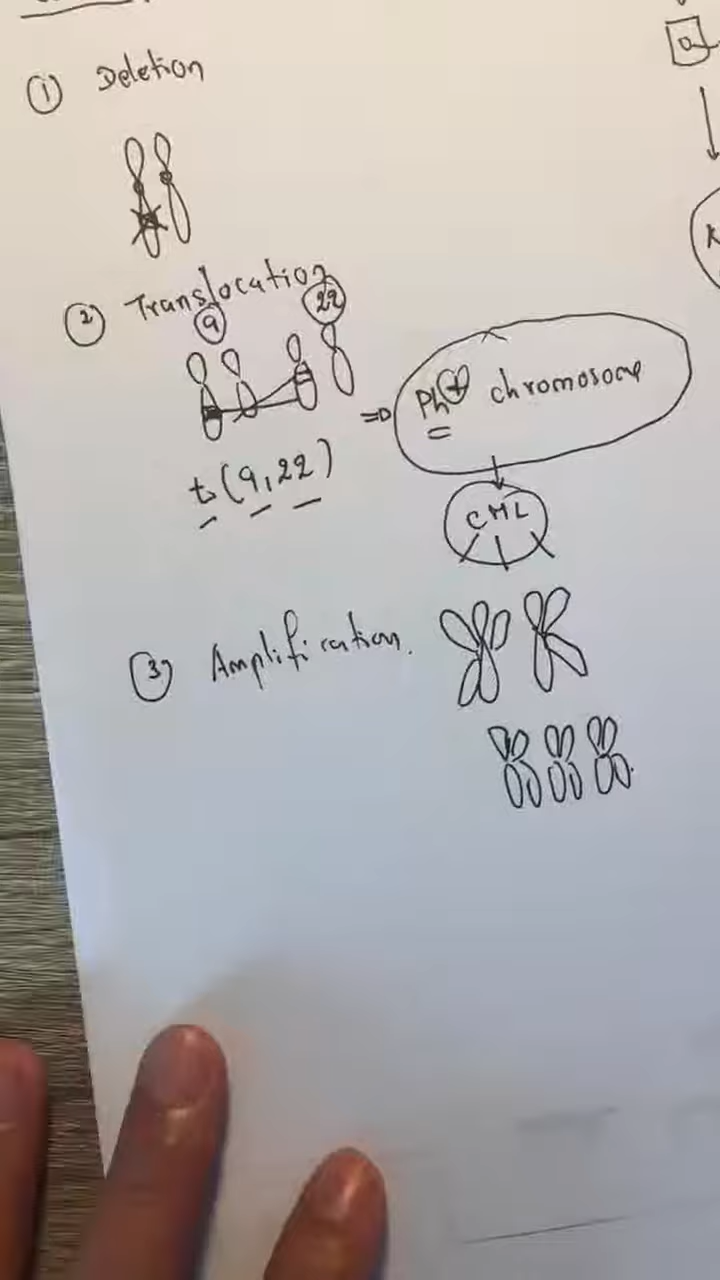 ① Deletion
② Translocation
9 22
Ph+ chromosome
t(9,22)
CML
③ Amplification.